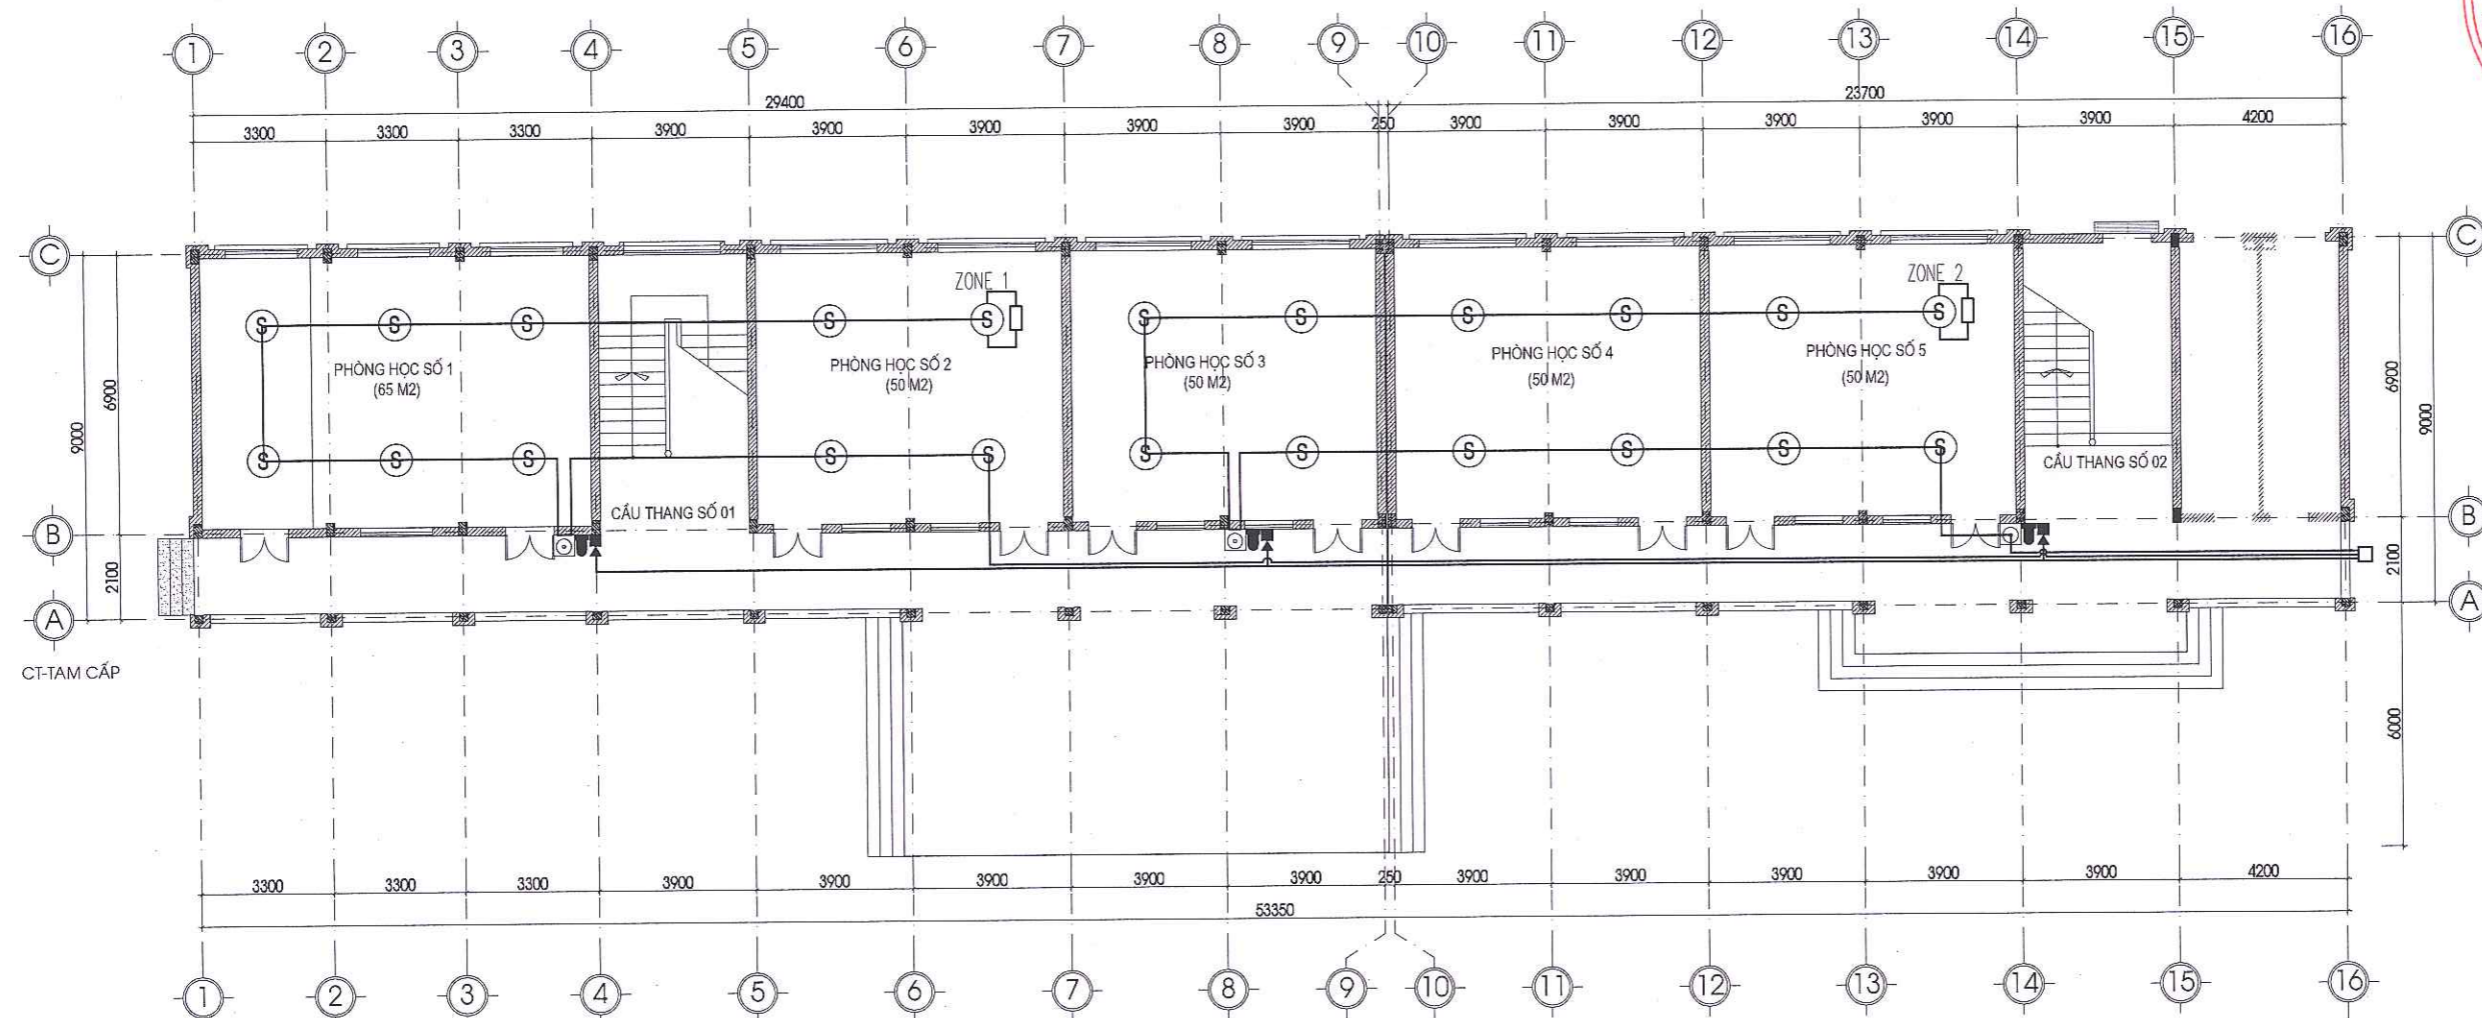 1 2 3 4 5 6 7 8 9 10 11 12 13 14 15 16
29400 23700
3300 3300 3300 3900 3900 3900 3900 3900 250 3900 3900 3900 3900 3900 4200
C C
ZONE 1 ZONE 2
S S S S S S S S S S S
PHÒNG HỌC SỐ 1
(65 M2)
PHÒNG HỌC SỐ 2
(50 M2)
PHÒNG HỌC SỐ 3
(50 M2)
PHÒNG HỌC SỐ 4
(50 M2)
PHÒNG HỌC SỐ 5
(50 M2)
9000 6900 6900 9000
S S S S S S S S S S S
CẦU THANG SỐ 01
CẦU THANG SỐ 02
B B
2100 2100
A A
CT-TAM CẤP
6000
3300 3300 3300 3900 3900 3900 3900 3900 250 3900 3900 3900 3900 3900 4200
53350
1 2 3 4 5 6 7 8 9 10 11 12 13 14 15 16